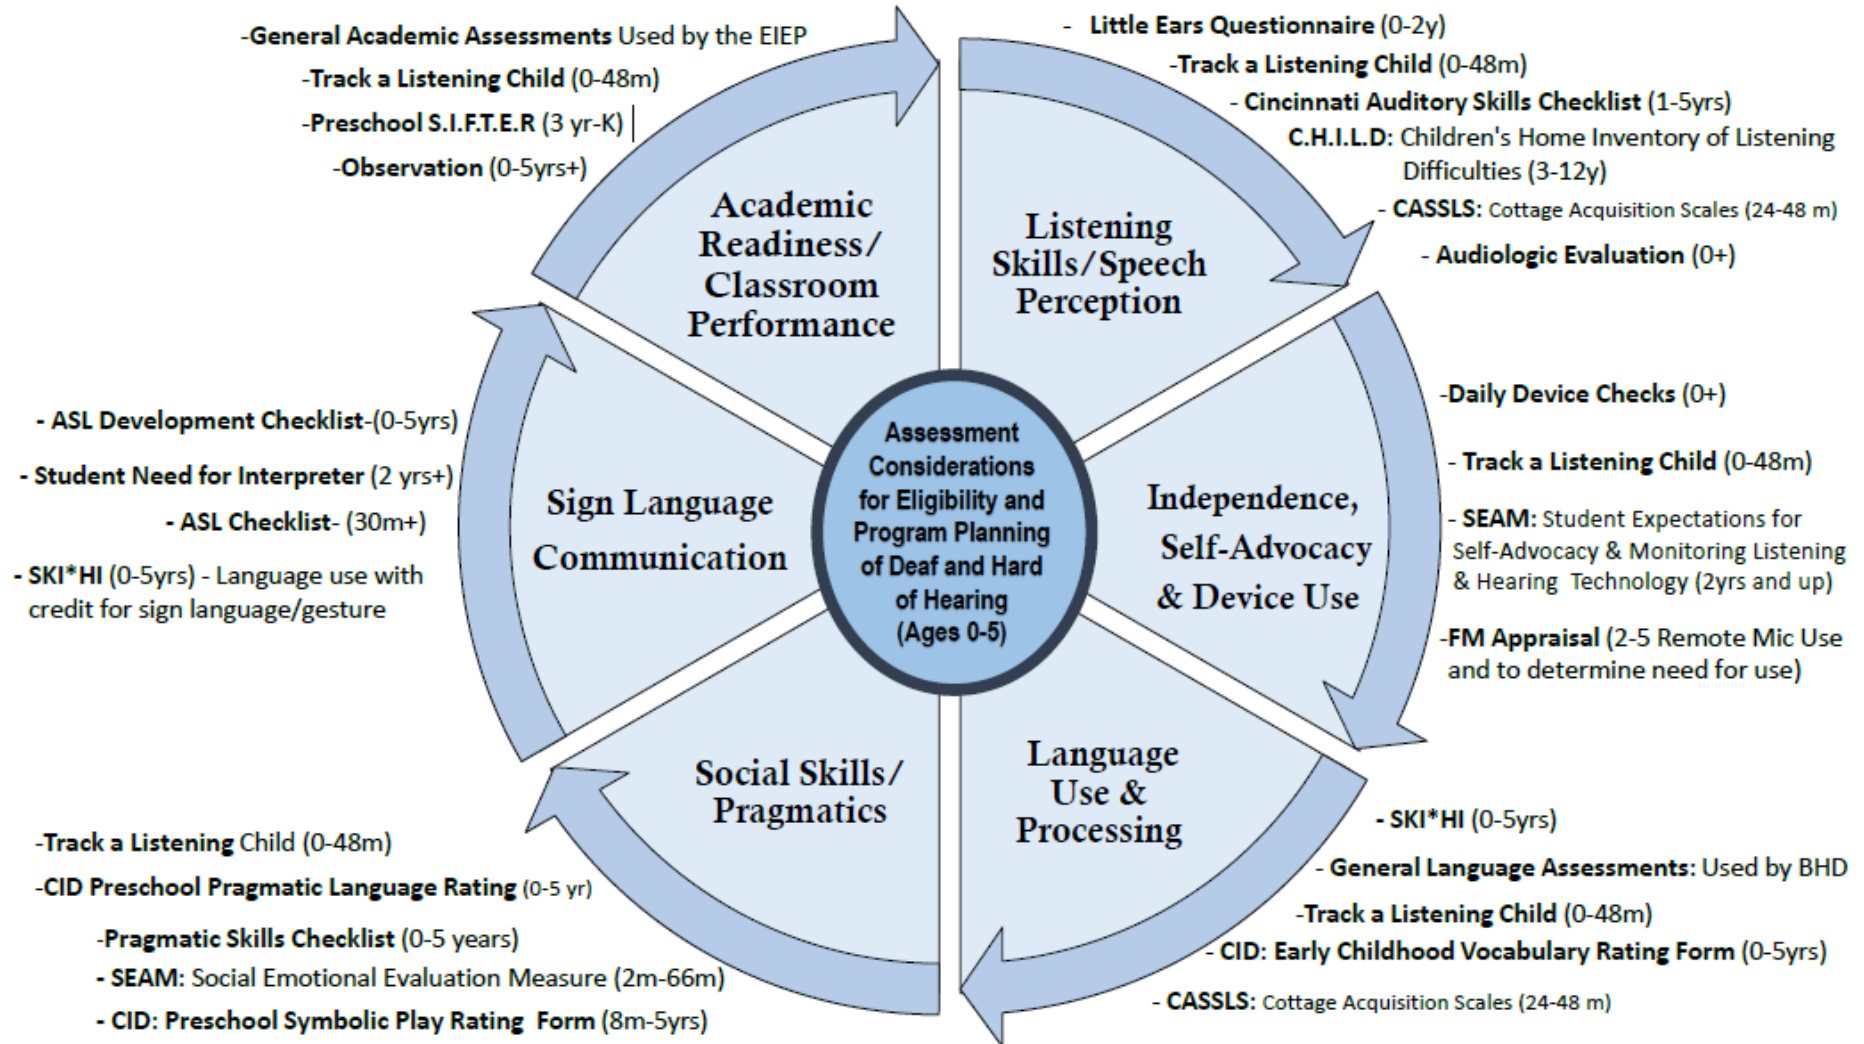 -General Academic Assessments Used by the EIEP
-Track a Listening Child (0-48m)
-Preschool S.I.F.T.E.R (3 yr-K)
-Observation (0-5yrs+)
Academic
Readiness/
Classroom
Performance
- Little Ears Questionnaire (0-2y)
-Track a Listening Child (0-48m)
- Cincinnati Auditory Skills Checklist (1-5yrs)
C.H.I.L.D: Children's Home Inventory of Listening
Difficulties (3-12y)
- CASSLS: Cottage Acquisition Scales (24-48 m)
- Audiologic Evaluation (0+)
Listening
Skills/Speech
Perception
-Daily Device Checks (0+)
- Track a Listening Child (0-48m)
- SEAM: Student Expectations for
Self-Advocacy & Monitoring Listening
& Hearing Technology (2yrs and up)
-FM Appraisal (2-5 Remote Mic Use
and to determine need for use)
Independence,
Self-Advocacy
& Device Use
Assessment
Considerations
for Eligibility and
Program Planning
of Deaf and Hard
of Hearing
(Ages 0-5)
- ASL Development Checklist-(0-5yrs)
- Student Need for Interpreter (2 yrs+)
- ASL Checklist- (30m+)
- SKI*HI (0-5yrs) - Language use with
credit for sign language/gesture
Sign Language
Communication
Social Skills/
Pragmatics
-Track a Listening Child (0-48m)
-CID Preschool Pragmatic Language Rating (0-5 yr)
-Pragmatic Skills Checklist (0-5 years)
- SEAM: Social Emotional Evaluation Measure (2m-66m)
- CID: Preschool Symbolic Play Rating Form (8m-5yrs)
Language
Use &
Processing
- SKI*HI (0-5yrs)
- General Language Assessments: Used by BHD
-Track a Listening Child (0-48m)
- CID: Early Childhood Vocabulary Rating Form (0-5yrs)
- CASSLS: Cottage Acquisition Scales (24-48 m)